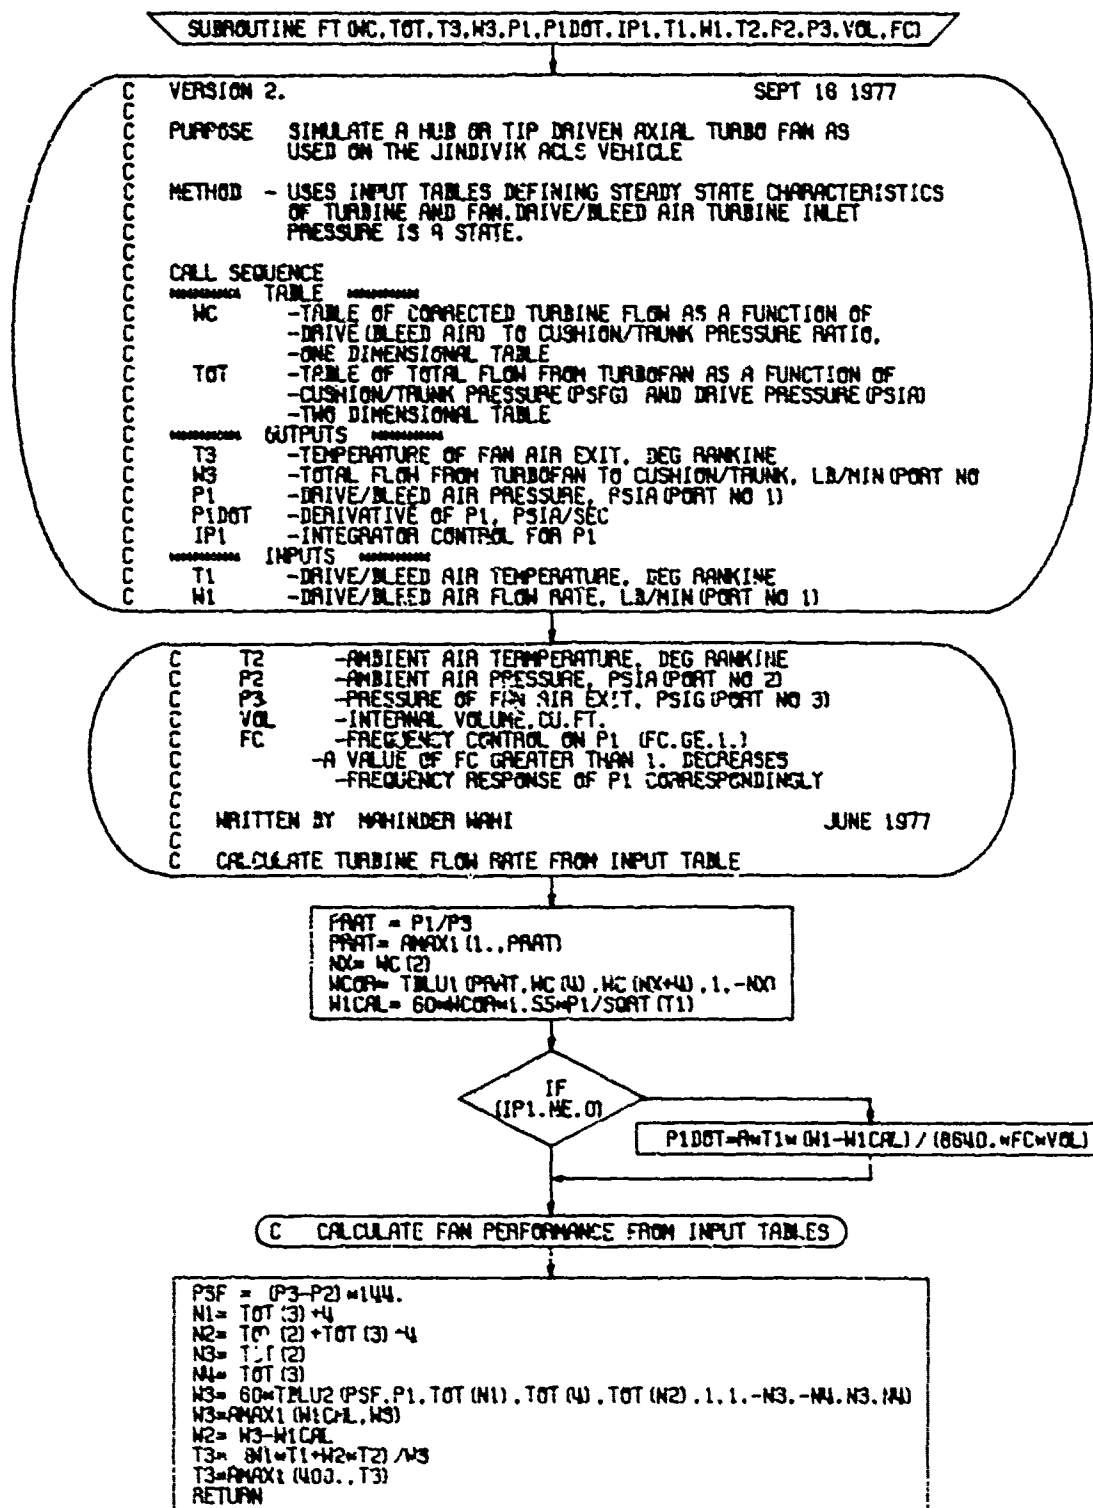 SUBROUTINE FT(WC,TOT,T3,W3,P1,P1DOT,IP1,T1,W1,T2,P2,P3,VOL,FC)
C VERSION 2. SEPT 16 1977
C
C PURPOSE SIMULATE A HUB OR TIP DRIVEN AXIAL TURBO FAN AS
C USED ON THE JINDIVIK ACLS VEHICLE
C
C METHOD - USES INPUT TABLES DEFINING STEADY STATE CHARACTERISTICS
C OF TURBINE AND FAN.DRIVE/BLEED AIR TURBINE INLET
C PRESSURE IS A STATE.
C
C CALL SEQUENCE
C ********** TABLE **********
C WC -TABLE OF CORRECTED TURBINE FLOW AS A FUNCTION OF
C -DRIVE(BLEED AIR) TO CUSHION/TRUNK PRESSURE RATIO,
C -ONE DIMENSIONAL TABLE
C TOT -TABLE OF TOTAL FLOW FROM TURBOFAN AS A FUNCTION OF
C -CUSHION/TRUNK PRESSURE(PSFG) AND DRIVE PRESSURE(PSIA)
C -TWO DIMENSIONAL TABLE
C ********** OUTPUTS **********
C T3 -TEMPERATURE OF FAN AIR EXIT, DEG RANKINE
C W3 -TOTAL FLOW FROM TURBOFAN TO CUSHION/TRUNK, LB/MIN(PORT NO
C P1 -DRIVE/BLEED AIR PRESSURE, PSIA(PORT NO 1)
C P1DOT -DERIVATIVE OF P1, PSIA/SEC
C IP1 -INTEGRATOR CONTROL FOR P1
C ********** INPUTS **********
C T1 -DRIVE/BLEED AIR TEMPERATURE, DEG RANKINE
C W1 -DRIVE/BLEED AIR FLOW RATE, LB/MIN(PORT NO 1)
C T2 -AMBIENT AIR TERMPERATURE, DEG RANKINE
C P2 -AMBIENT AIR PRESSURE, PSIA(PORT NO 2)
C P3 -PRESSURE OF FAN AIR EXIT, PSIG(PORT NO 3)
C VOL -INTERNAL VOLUME,CU.FT.
C FC -FREQUENCY CONTROL ON P1 (FC.GE.1.)
C -A VALUE OF FC GREATER THAN 1. DECREASES
C -FREQUENCY RESPONSE OF P1 CORRESPONDINGLY
C
C WRITTEN BY MAHINDER WAHI JUNE 1977
C
C CALCULATE TURBINE FLOW RATE FROM INPUT TABLE
PRAT = P1/P3
PRAT= AMAX1(1.,PRAT)
NX= WC(2)
WCOR= TBLU1(PRAT,WC(4),WC(NX+4),1,-NX)
W1CAL= 60*WCOR*1.55*P1/SQRT(T1)
IF
(IP1.NE.0)
P1DOT=R*T1*(W1-W1CAL)/(8640.*FC*VOL)
C CALCULATE FAN PERFORMANCE FROM INPUT TABLES
PSF = (P3-P2)*144.
N1= TOT(3)+4
N2= TOT(2)+TOT(3)+4
N3= TOT(2)
N4= TOT(3)
W3= 60*TBLU2(PSF,P1,TOT(N1),TOT(4),TOT(N2),1,1,-N3,-N4,N3,N4)
W3=AMAX1(W1CAL,W3)
W2= W3-W1CAL
T3= (W1*T1+W2*T2)/W3
T3=AMAX1(400.,T3)
RETURN